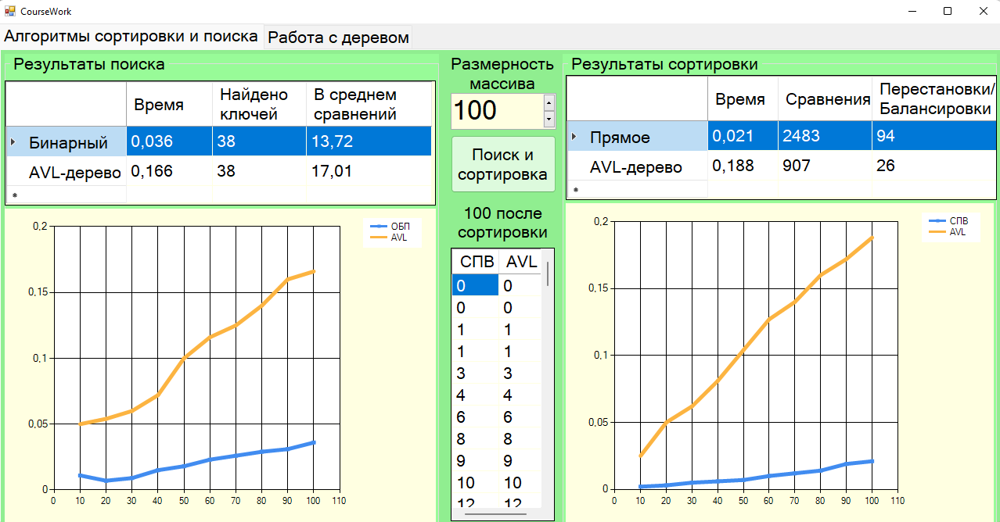 CourseWork
Алгоритмы сортировки и поиска Работа с деревом
Результаты поиска
Время Найдено ключей В среднем сравнений
Бинарный 0,036 38 13,72
AVL-дерево 0,166 38 17,01
*
ОБП
AVL
0,2
0,15
0,1
0,05
0
0 10 20 30 40 50 60 70 80 90 100 110
Размерность
массива
100
Поиск и
сортировка
100 после
сортировки
СПВ AVL
0 0
0 0
1 1
1 1
3 3
4 4
6 6
8 8
9 9
10 10
12 12
Результаты сортировки
Время Сравнения Перестановки/ Балансировки
Прямое 0,021 2483 94
AVL-дерево 0,188 907 26
*
СПВ
AVL
0,2
0,15
0,1
0,05
0
0 10 20 30 40 50 60 70 80 90 100 110